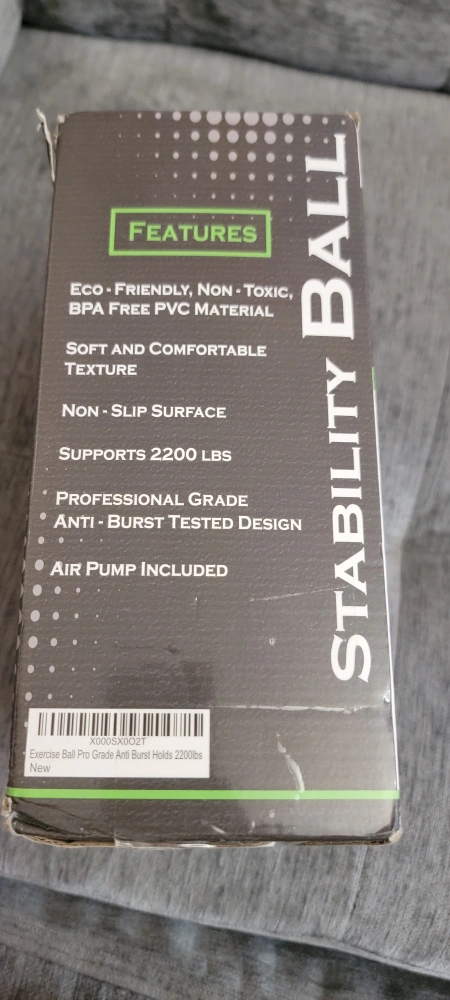 FEATURES
ECO - FRIENDLY, NON - TOXIC,
BPA FREE PVC MATERIAL
SOFT AND COMFORTABLE
TEXTURE
NON - SLIP SURFACE
SUPPORTS 2200 LBS
PROFESSIONAL GRADE
ANTI - BURST TESTED DESIGN
AIR PUMP INCLUDED
STABILITY BALL
X000SX0O2T
Exercise Ball Pro Grade Anti Burst Holds 2200lbs
New